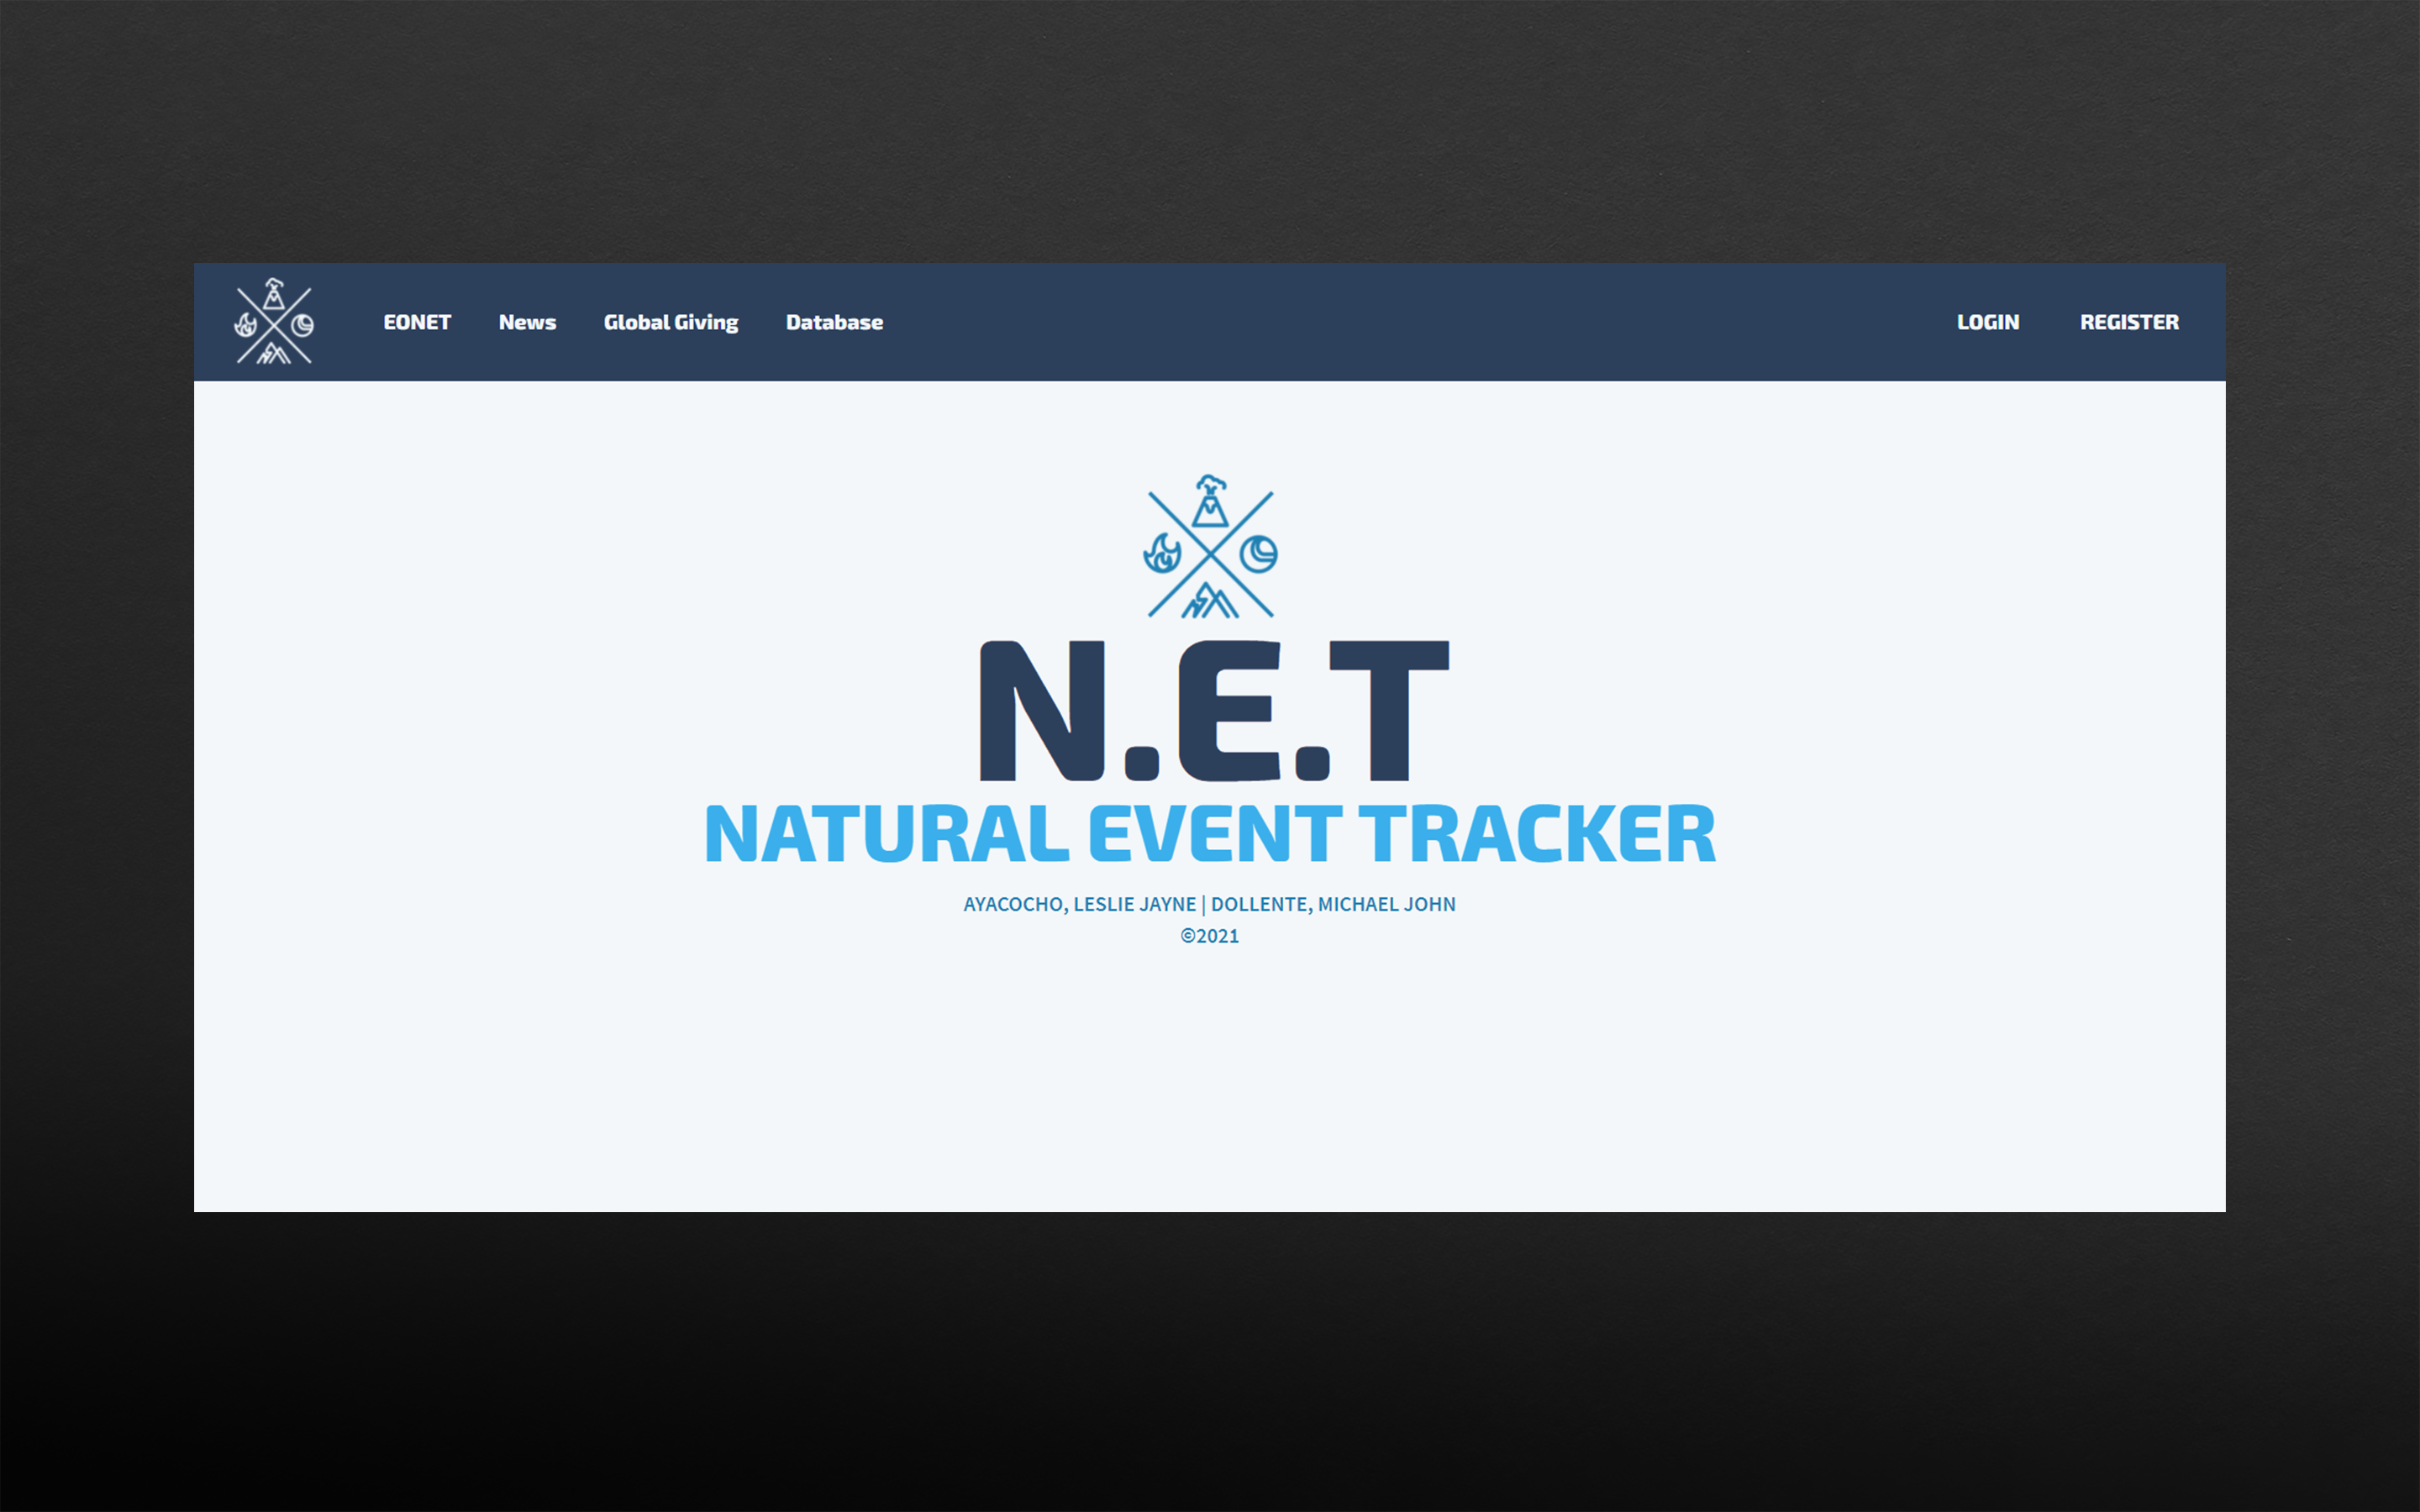 EONET News Global Giving Database LOGIN REGISTER
N.E.T
NATURAL EVENT TRACKER
AYACOCHO, LESLIE JAYNE | DOLLENTE, MICHAEL JOHN
©2021